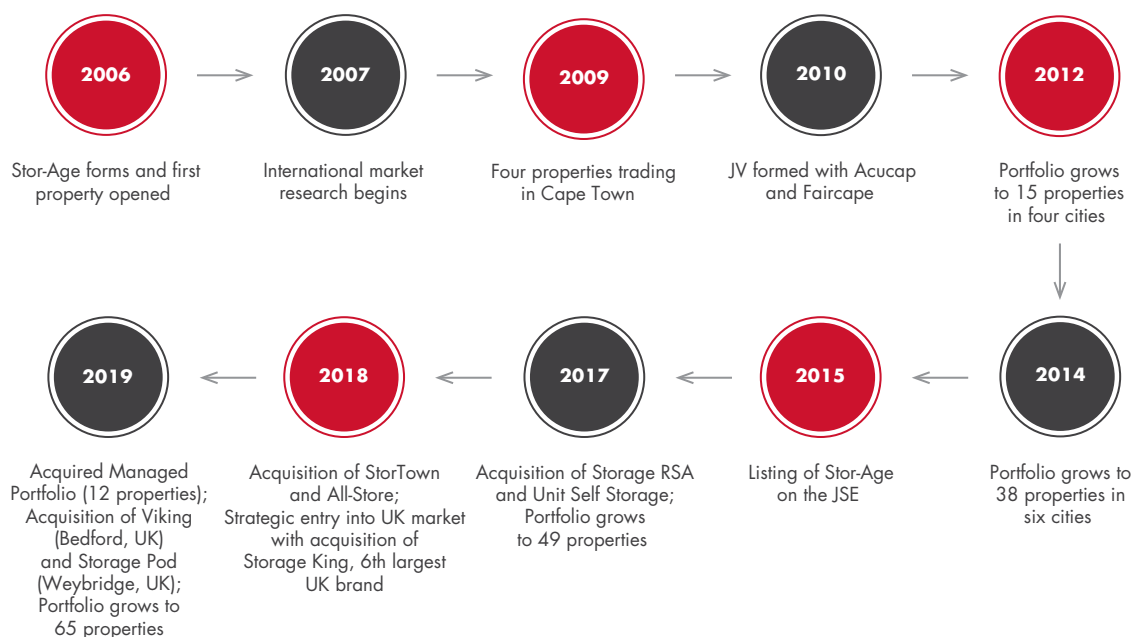 2006
Stor-Age forms and first
property opened
2007
International market
research begins
2009
Four properties trading
in Cape Town
2010
JV formed with Acucap
and Faircape
2012
Portfolio grows
to 15 properties
in four cities
2014
Portfolio grows to
38 properties in
six cities
2015
Listing of Stor-Age
on the JSE
2017
Acquisition of Storage RSA
and Unit Self Storage;
Portfolio grows
to 49 properties
2018
Acquisition of StorTown
and All-Store;
Strategic entry into UK market
with acquisition of
Storage King, 6th largest
UK brand
2019
Acquired Managed
Portfolio (12 properties);
Acquisition of Viking
(Bedford, UK)
and Storage Pod
(Weybridge, UK);
Portfolio grows to
65 properties